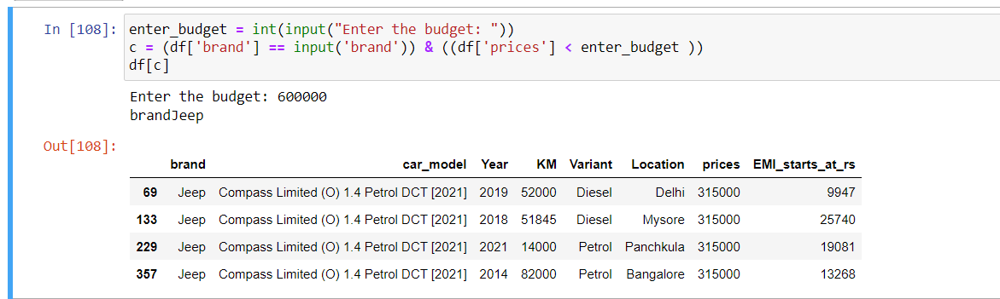 In [108]: enter_budget = int(input("Enter the budget: "))
c = (df['brand'] == input('brand')) & ((df['prices'] < enter_budget ))
df[c]
Enter the budget: 600000
brandJeep
Out[108]:
brand car_model Year KM Variant Location prices EMI_starts_at_rs
69 Jeep Compass Limited (O) 1.4 Petrol DCT [2021] 2019 52000 Diesel Delhi 315000 9947
133 Jeep Compass Limited (O) 1.4 Petrol DCT [2021] 2018 51845 Diesel Mysore 315000 25740
229 Jeep Compass Limited (O) 1.4 Petrol DCT [2021] 2021 14000 Petrol Panchkula 315000 19081
357 Jeep Compass Limited (O) 1.4 Petrol DCT [2021] 2014 82000 Petrol Bangalore 315000 13268